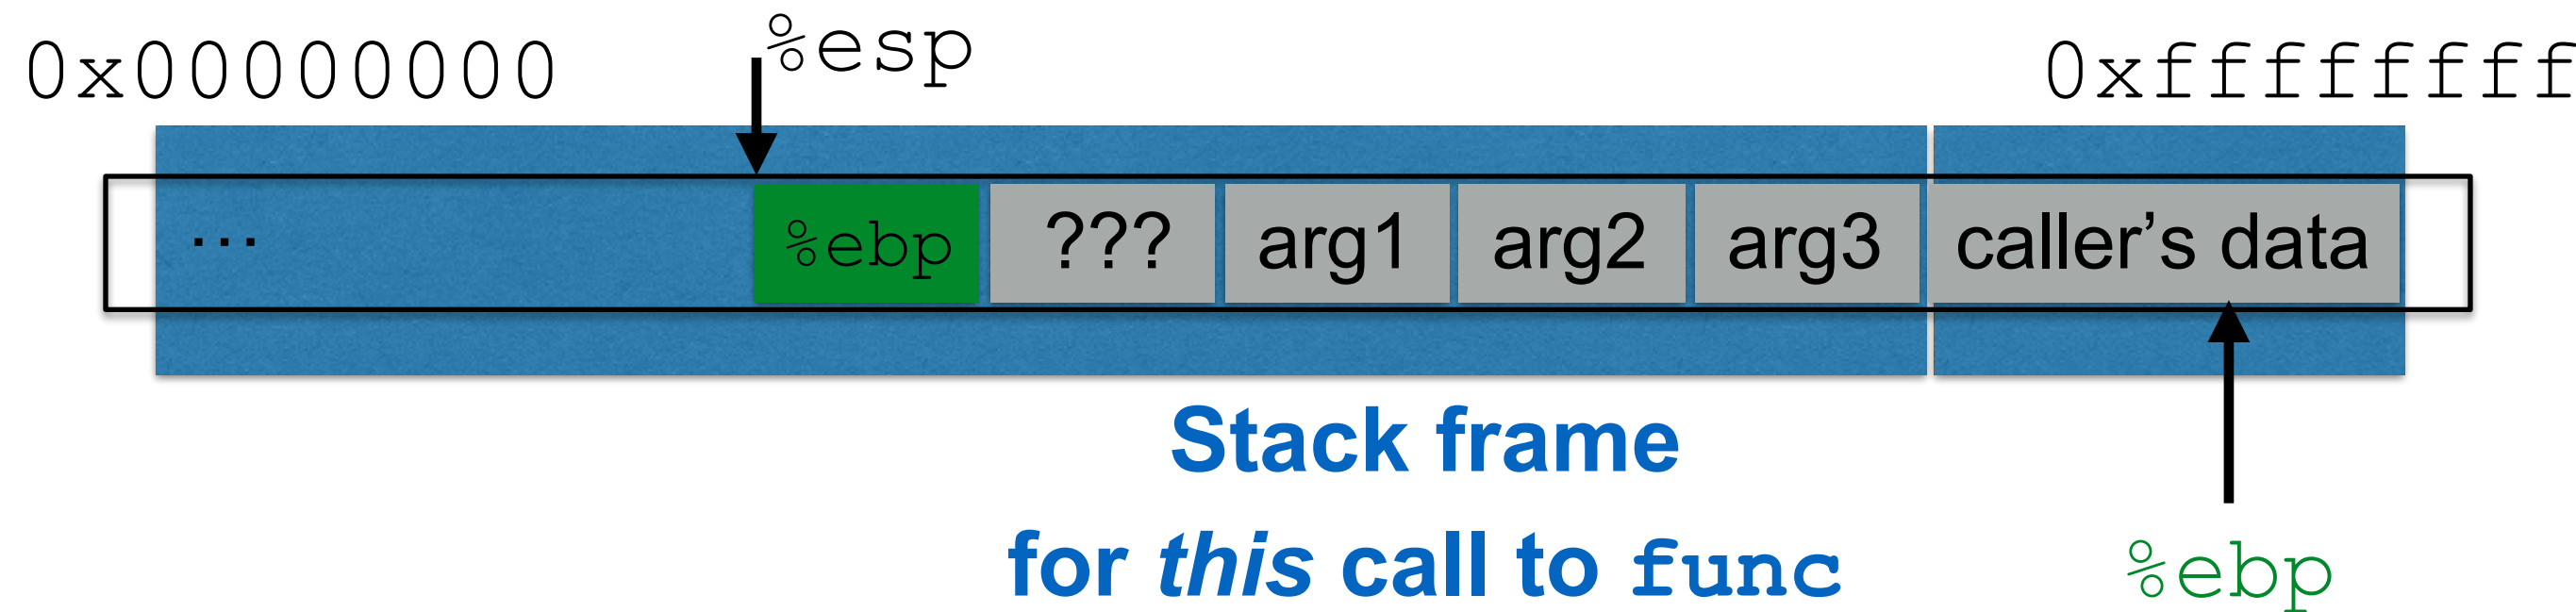 0x00000000 %esp 0xffffffff
... %ebp ??? arg1 arg2 arg3 caller’s data
Stack frame
for this call to func
%ebp